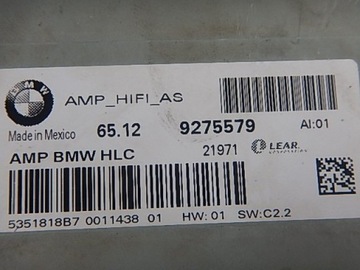 BMW
AMP_HIFI_AS
Made in Mexico 65.12 9275579 AI:01
AMP BMW HLC 21971 LEAR
5351818B7 0011438 01 HW:01 SW:C2.2